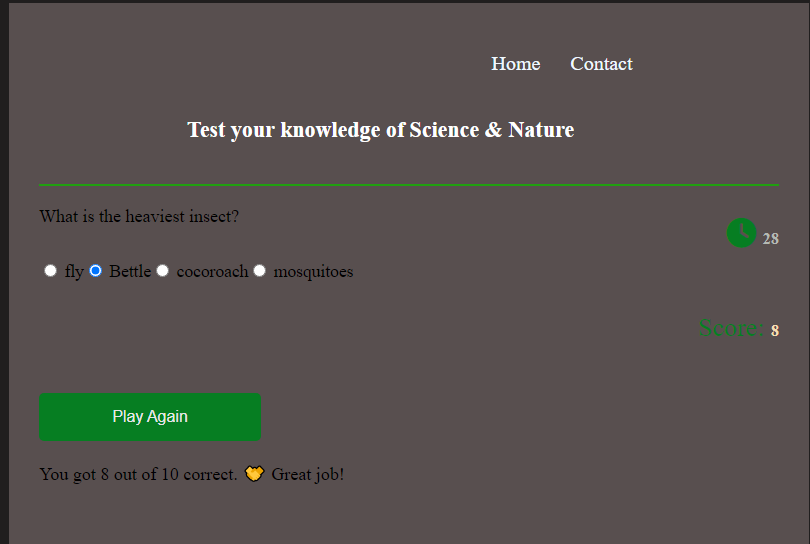 Home Contact
Test your knowledge of Science & Nature
What is the heaviest insect?
28
fly Bettle cocoroach mosquitoes
Score: 8
Play Again
You got 8 out of 10 correct. Great job!